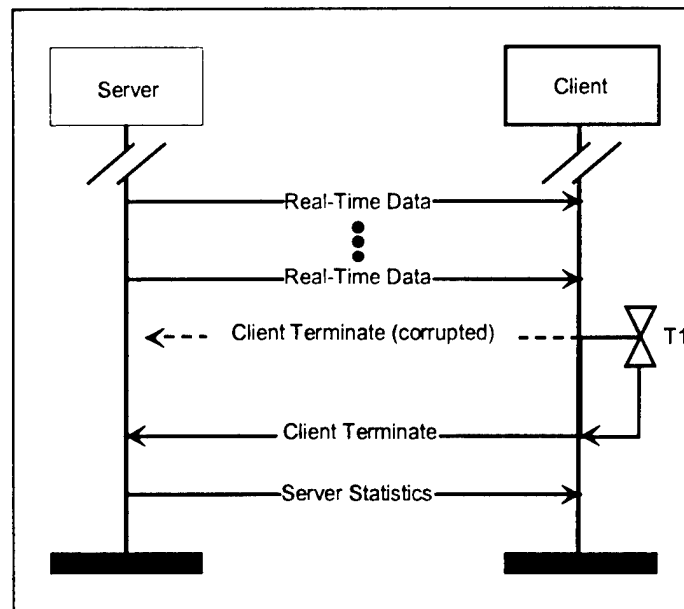 Server
Client
Real-Time Data
Real-Time Data
Client Terminate (corrupted)
T1
Client Terminate
Server Statistics